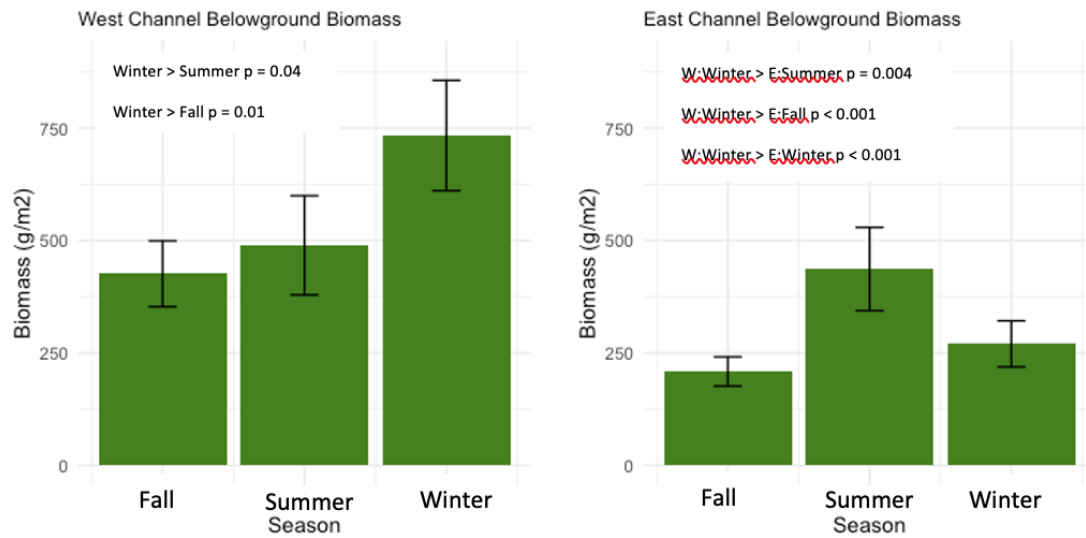 West Channel Belowground Biomass
Winter > Summer p = 0.04
Winter > Fall p = 0.01
Biomass (g/m2)
750
500
250
0
Fall
Summer
Winter
Season
East Channel Belowground Biomass
W:Winter > E:Summer p = 0.004
W:Winter > E:Fall p < 0.001
W:Winter > E:Winter p < 0.001
Biomass (g/m2)
750
500
250
0
Fall
Summer
Winter
Season